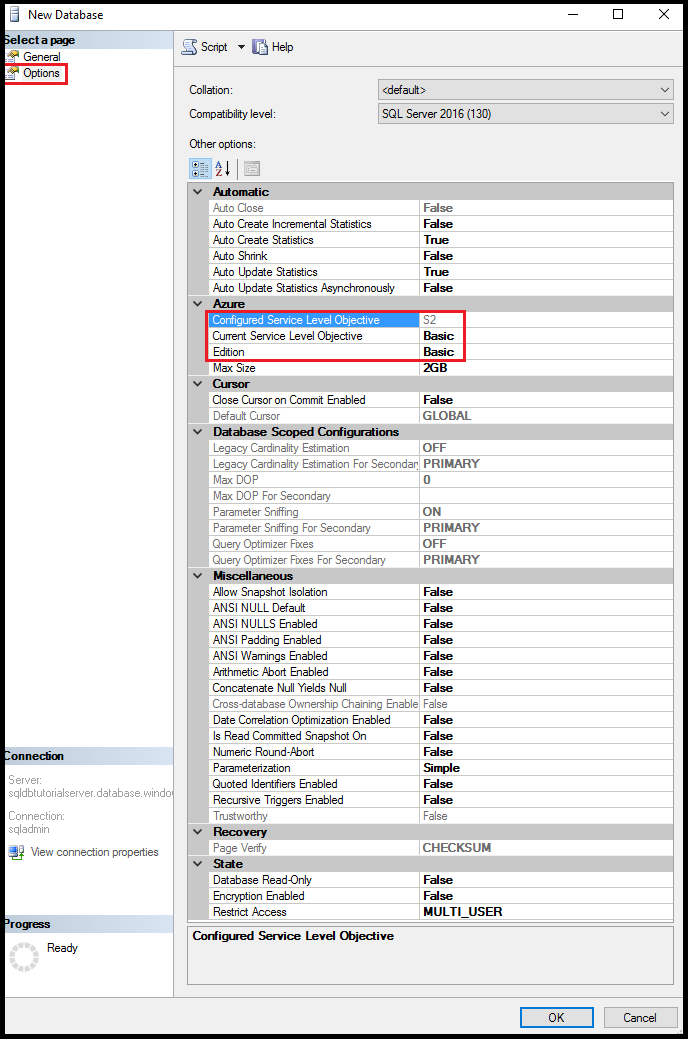 New Database
Select a page
General
Options
Script Help
Collation: <default>
Compatibility level: SQL Server 2016 (130)
Other options:
Automatic
Auto Close False
Auto Create Incremental Statistics False
Auto Create Statistics True
Auto Shrink False
Auto Update Statistics True
Auto Update Statistics Asynchronously False
Azure
Configured Service Level Objective S2
Current Service Level Objective Basic
Edition Basic
Max Size 2GB
Cursor
Close Cursor on Commit Enabled False
Default Cursor GLOBAL
Database Scoped Configurations
Legacy Cardinality Estimation OFF
Legacy Cardinality Estimation For Secondary PRIMARY
Max DOP 0
Max DOP For Secondary
Parameter Sniffing ON
Parameter Sniffing For Secondary PRIMARY
Query Optimizer Fixes OFF
Query Optimizer Fixes For Secondary PRIMARY
Miscellaneous
Allow Snapshot Isolation False
ANSI NULL Default False
ANSI NULLS Enabled False
ANSI Padding Enabled False
ANSI Warnings Enabled False
Arithmetic Abort Enabled False
Concatenate Null Yields Null False
Cross-database Ownership Chaining Enable False
Date Correlation Optimization Enabled False
Is Read Committed Snapshot On False
Numeric Round-Abort False
Parameterization Simple
Quoted Identifiers Enabled False
Recursive Triggers Enabled False
Trustworthy False
Recovery
Page Verify CHECKSUM
State
Database Read-Only False
Encryption Enabled False
Restrict Access MULTI_USER
Configured Service Level Objective
Connection
Server:
sqldbtutorialserver.database.window
Connection:
sqladmin
View connection properties
Progress
Ready
OK Cancel